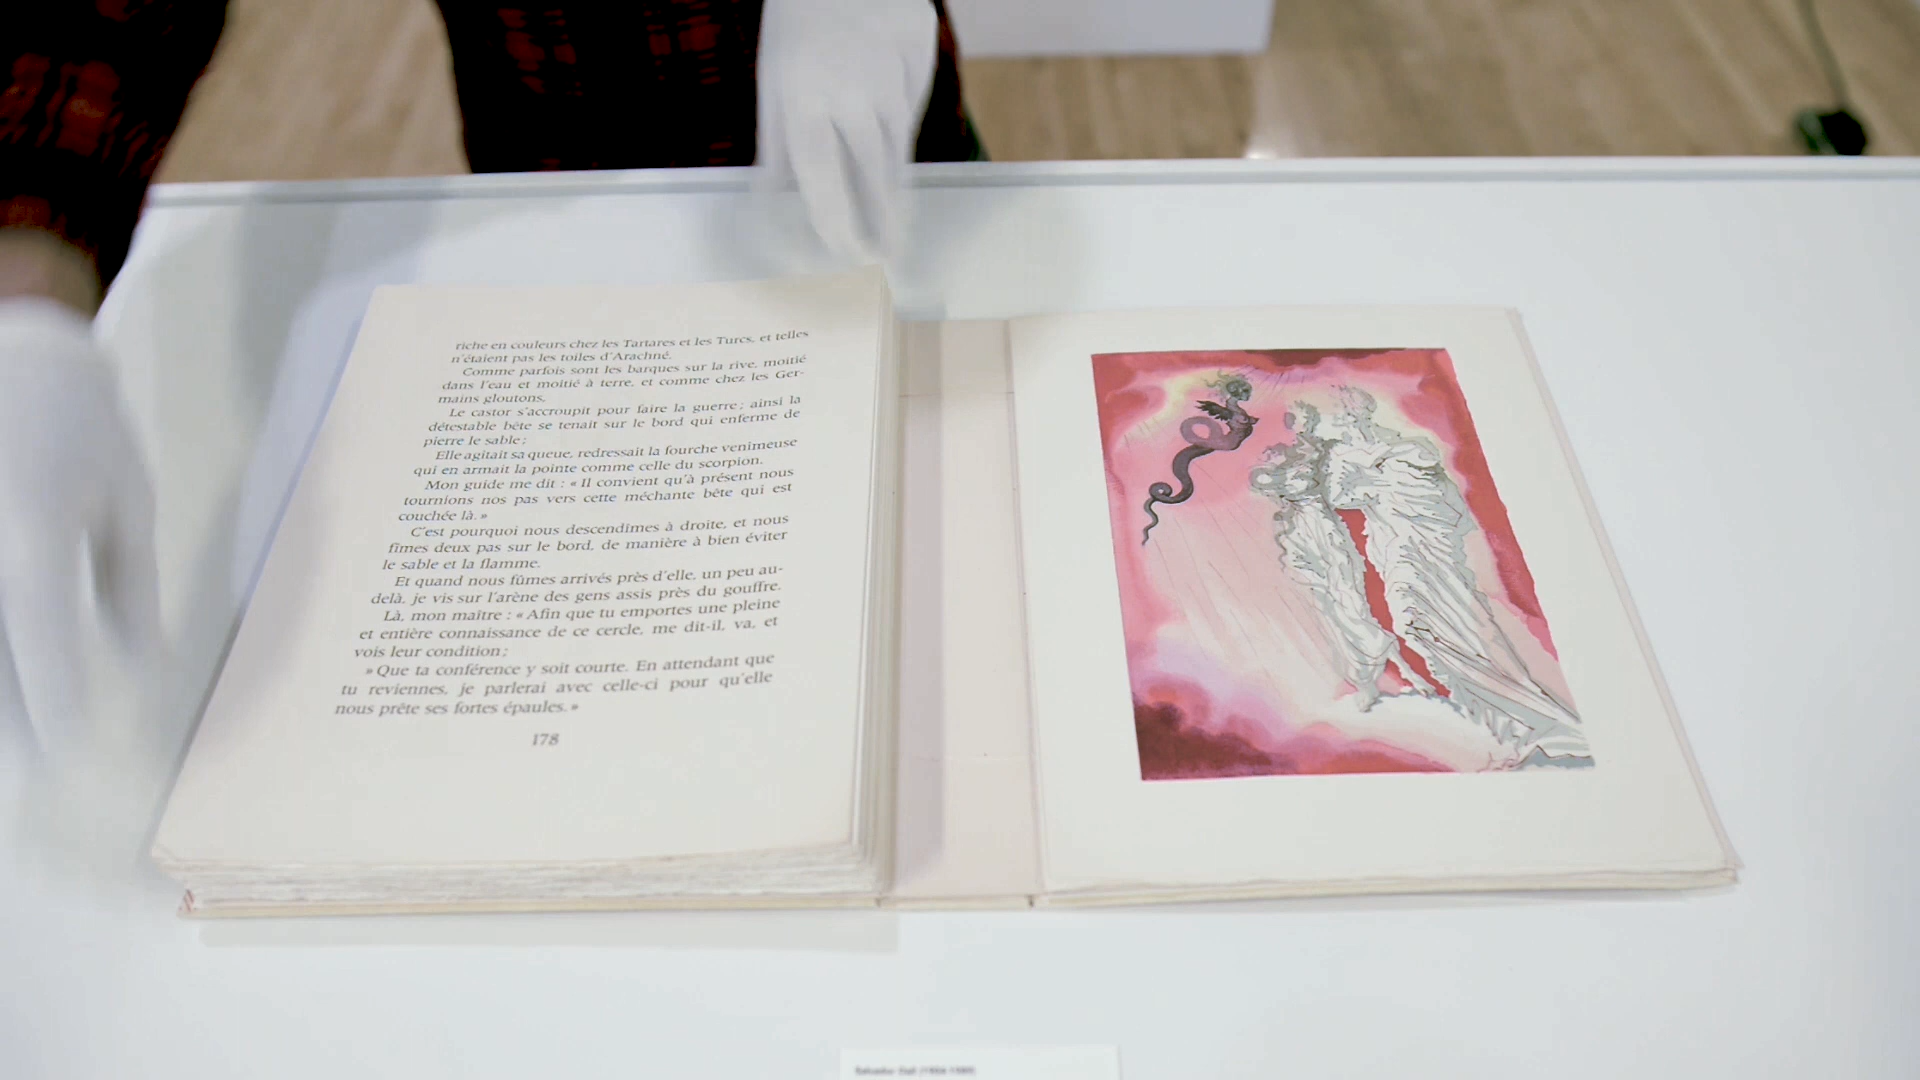 riche en couleurs chez les Tartares et les Turcs, et telles
n'étaient pas les toiles d'Arachné.
Comme parfois sont les barques sur la rive, moitié
dans l'eau et moitié à terre, et comme chez les Ger-
mains gloutons,
Le castor s'accroupit pour faire la guerre ; ainsi la
détestable bête se tenait sur le bord qui enferme de
pierre le sable ;
Elle agitait sa queue, redressait la fourche venimeuse
qui en armait la pointe comme celle du scorpion.
Mon guide me dit : « Il convient qu'à présent nous
tournions nos pas vers cette méchante bête qui est
couchée là. »
C'est pourquoi nous descendîmes à droite, et nous
fîmes deux pas sur le bord, de manière à bien éviter
le sable et la flamme.
Et quand nous fûmes arrivés près d'elle, un peu au-
delà, je vis sur l'arène des gens assis près du gouffre.
Là, mon maître : « Afin que tu emportes une pleine
et entière connaissance de ce cercle, me dit-il, va, et
vois leur condition ;
» Que ta conférence y soit courte. En attendant que
tu reviennes, je parlerai avec celle-ci pour qu'elle
nous prête ses fortes épaules. »
178
Salvador Dalí (1904-1989)